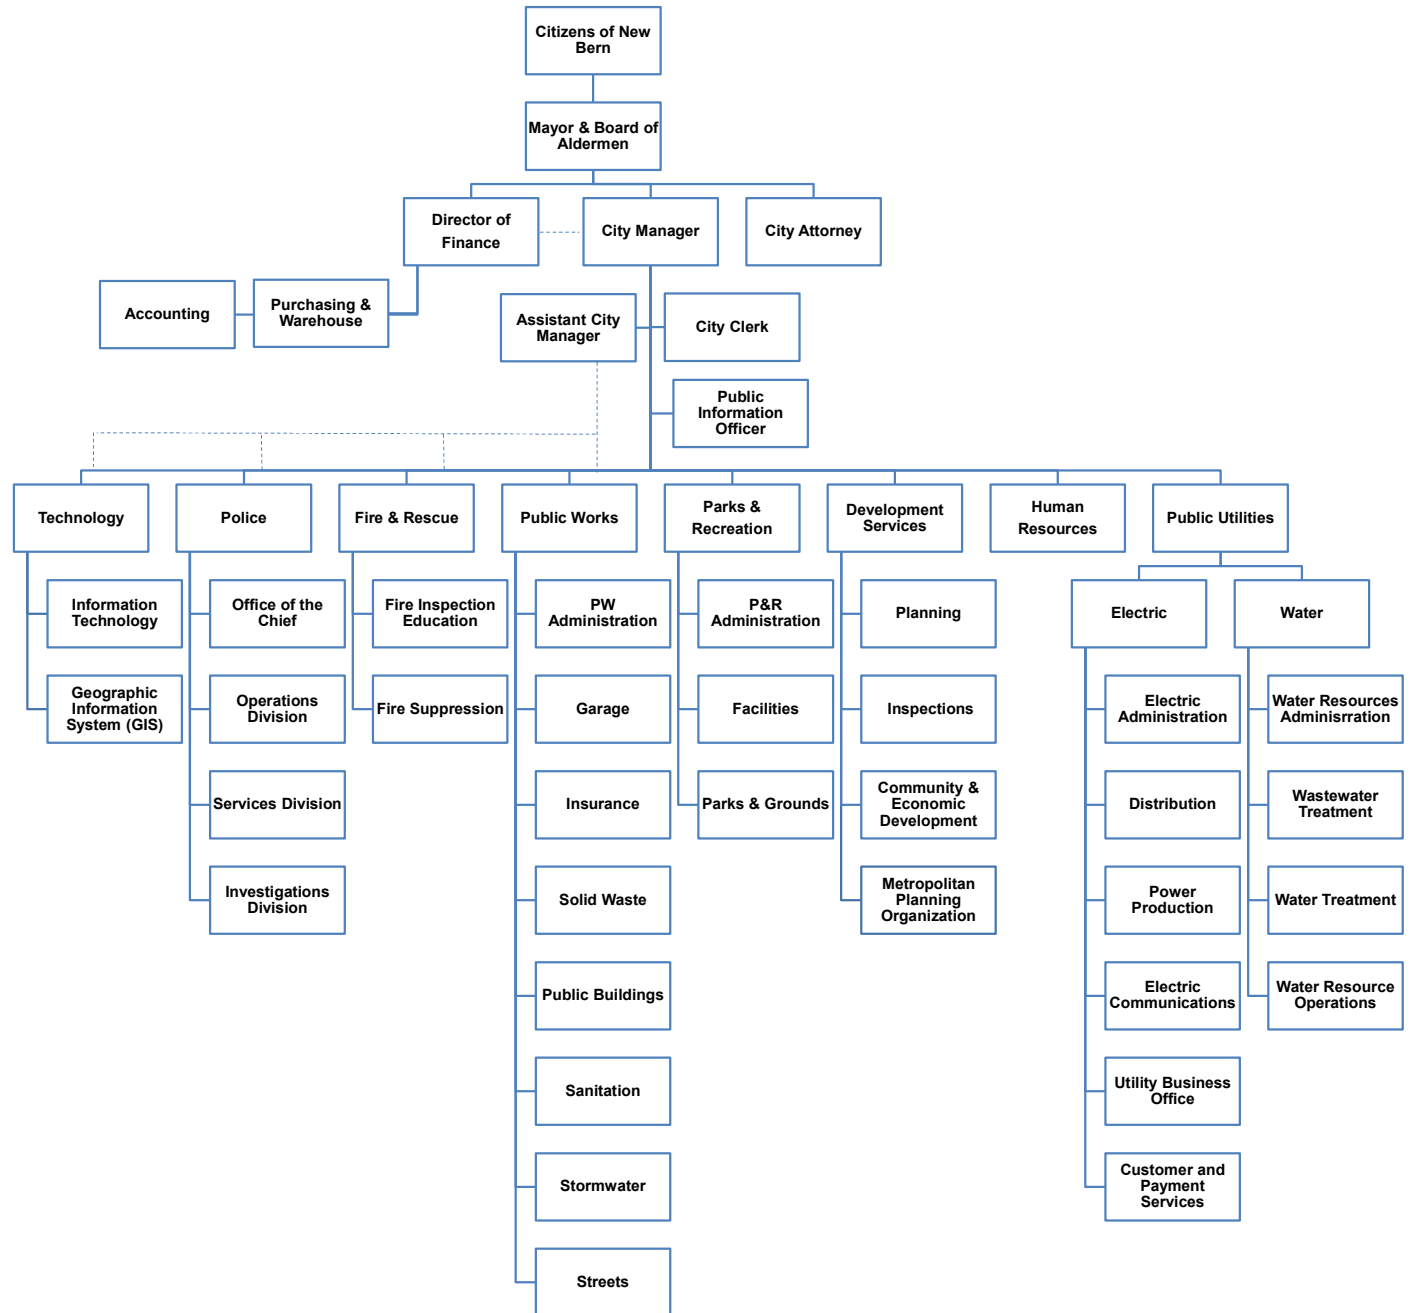 Citizens of New
Bern
Mayor & Board of
Aldermen
Director of
Finance
City Manager
City Attorney
Accounting
Purchasing &
Warehouse
Assistant City
Manager
City Clerk
Public
Information
Officer
Technology
Police
Fire & Rescue
Public Works
Parks &
Recreation
Development
Services
Human
Resources
Public Utilities
Information
Technology
Office of the
Chief
Fire Inspection
Education
PW
Administration
P&R
Administration
Planning
Electric
Water
Geographic
Information
System (GIS)
Operations
Division
Fire Suppression
Garage
Facilities
Inspections
Electric
Administration
Water Resources
Adminisrration
Services Division
Insurance
Parks & Grounds
Community &
Economic
Development
Distribution
Wastewater
Treatment
Investigations
Division
Solid Waste
Metropolitan
Planning
Organization
Power
Production
Water Treatment
Public Buildings
Electric
Communications
Water Resource
Operations
Sanitation
Utility Business
Office
Stormwater
Customer and
Payment
Services
Streets